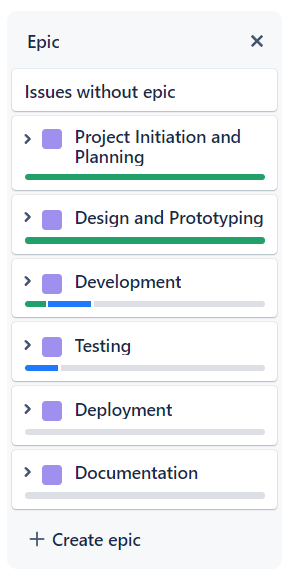 Epic
Issues without epic
Project Initiation and
Planning
Design and Prototyping
Development
Testing
Deployment
Documentation
Create epic